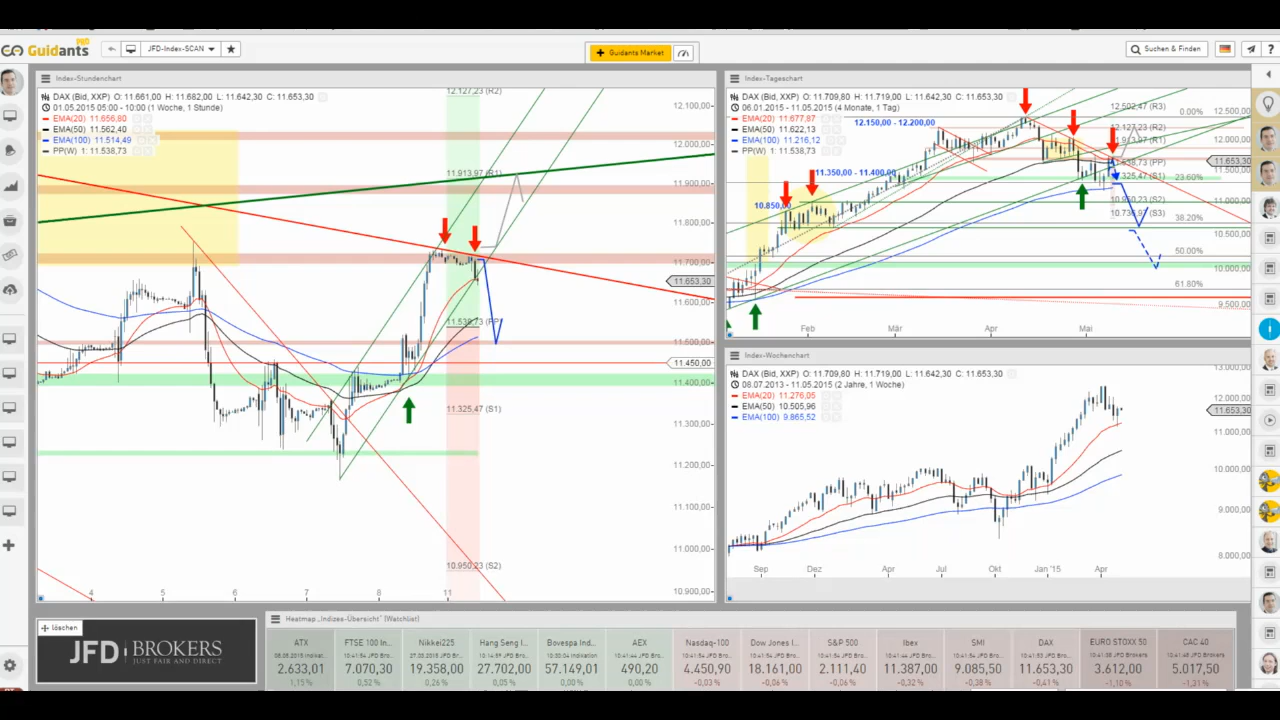 Guidants PRO
JFD-Index-SCAN
Guidants Market
Suchen & Finden
Index-Stundenchart
DAX (Bid, XXP) O: 11.661,00 H: 11.682,00 L: 11.642,30 C: 11.653,30
01.05.2015 05:00 - 10:00 (1 Woche, 1 Stunde)
EMA(20) 11.656,80
EMA(50) 11.562,40
EMA(100) 11.514,49
PP(W) 1: 11.538,73
12.127,23 (R2)
11.913,97 (R1)
11.538,73 (PP)
11.325,47 (S1)
10.950,23 (S2)
12.100,00
12.000,00
11.900,00
11.800,00
11.700,00
11.653,30
11.600,00
11.500,00
11.450,00
11.400,00
11.300,00
11.200,00
11.100,00
11.000,00
10.900,00
4 5 6 7 8 11
Index-Tageschart
DAX (Bid, XXP) O: 11.709,80 H: 11.719,00 L: 11.642,30 C: 11.653,30
06.01.2015 - 11.05.2015 (4 Monate, 1 Tag)
EMA(20) 11.677,87
EMA(50) 11.622,13
EMA(100) 11.216,12
PP(W) 1: 11.538,73
12.150,00 - 12.200,00
11.350,00 - 11.400,00
10.850,
12.502,47 (R3)
12.127,23 (R2)
0.00%
23.60%
38.20%
50.00%
61.80%
12.500,00
12.000,00
11.653,30
11.500,00
11.000,00
10.500,00
10.000,00
9.500,00
Feb Mär Apr Mai
Index-Wochenchart
DAX (Bid, XXP) O: 11.709,80 H: 11.719,00 L: 11.642,30 C: 11.653,30
08.07.2013 - 11.05.2015 (2 Jahre, 1 Woche)
EMA(20) 11.276,05
EMA(50) 10.505,96
EMA(100) 9.865,52
13.000,00
11.653,30
11.000,00
10.000,00
9.000,00
8.000,00
Sep Dez Apr Jul Okt Jan '15 Apr
löschen
JFD BROKERS
JUST FAIR AND DIRECT
Heatmap „Indizes-Übersicht" (Watchlist)
ATX FTSE 100 In... Nikkei225 Hang Seng I... Bovespa Ind... AEX Nasdaq-100 Dow Jones I... S&P 500 Ibex SMI DAX EURO STOXX 50 CAC 40
2.633,01 7.070,30 19.358,00 27.702,00 57.149,01 490,20 4.450,90 18.161,00 2.111,40 11.387,00 9.085,50 11.653,30 3.612,00 5.017,50
1,15 % 0,52 % 0,26 % 0,05 % 0,00 % 0,00 % -0,03 % -0,06 % -0,06 % -0,32 % -0,38 % -0,41 % -1,10 % -1,21 %